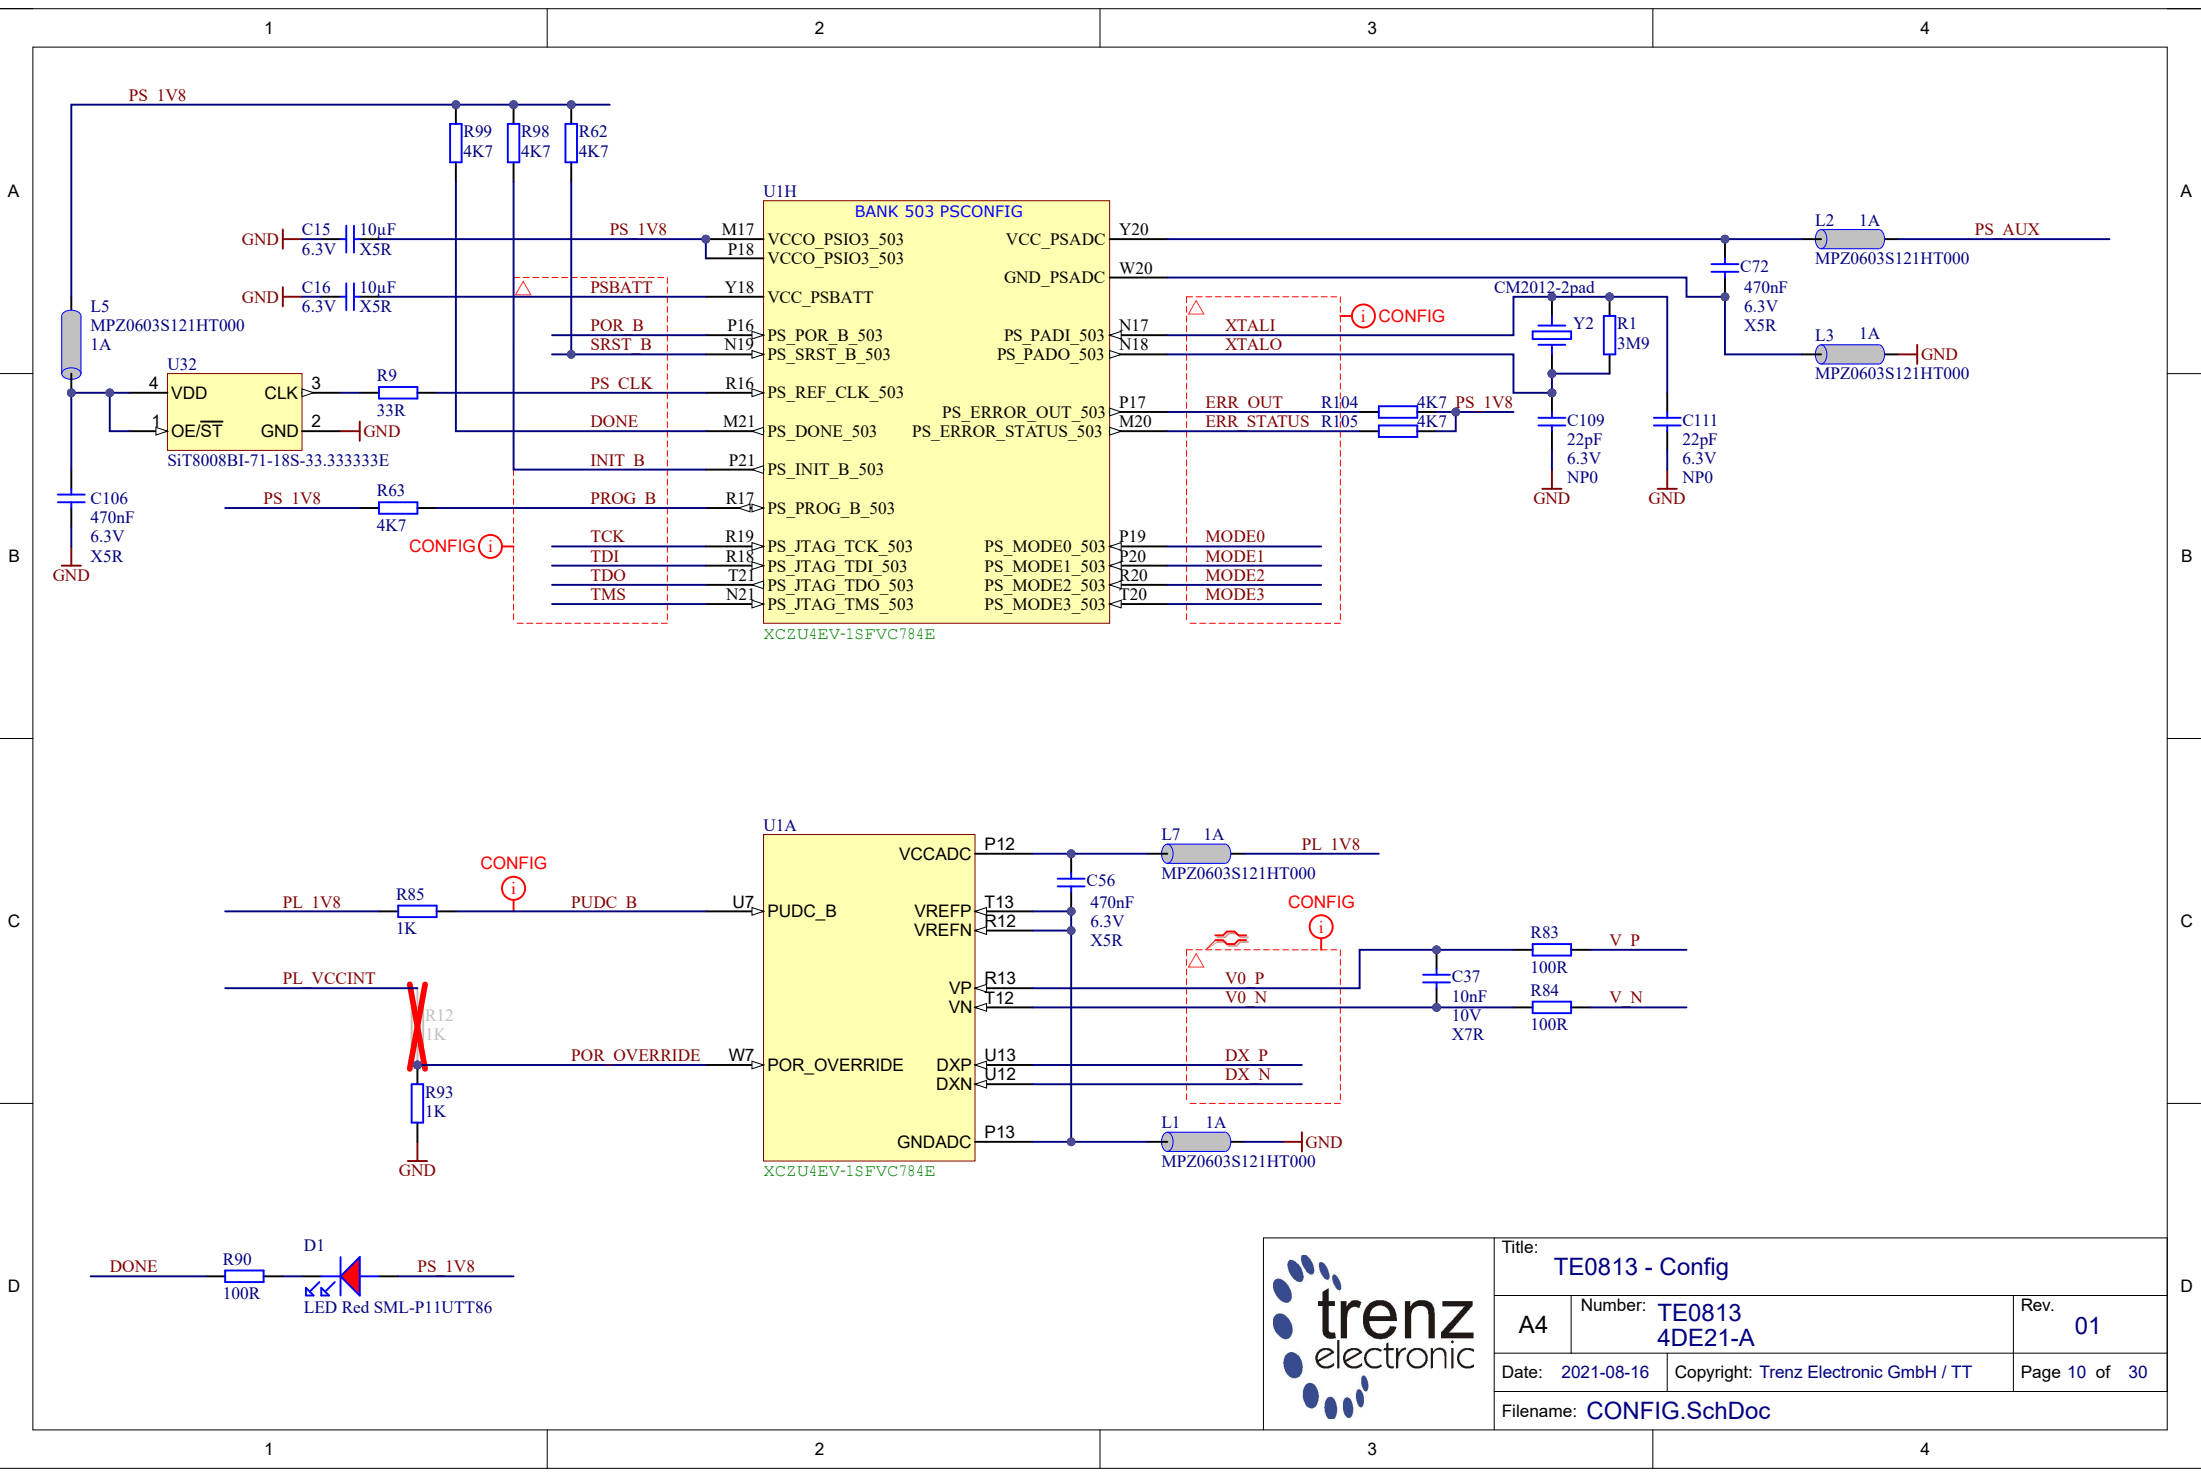 1 2 3 4
A A
B B
C C
D D
PS_1V8
R99
4K7
R98
4K7
R62
4K7
GND
C15
6.3V
10µF
X5R
PS_1V8
GND
C16
6.3V
10µF
X5R
PSBATT
L5
MPZ0603S121HT000
1A
POR_B
SRST_B
U32
4 VDD CLK 3
1 OE/ST GND 2
GND
SiT8008BI-71-18S-33.333333E
R9
33R
PS_CLK
DONE
INIT_B
C106
470nF
6.3V
X5R
GND
PS_1V8
R63
4K7
PROG_B
CONFIG
i
TCK
TDI
TDO
TMS
U1H
BANK 503 PSCONFIG
M17 VCCO_PSIO3_503
P18 VCCO_PSIO3_503
Y18 VCC_PSBATT
P16 PS_POR_B_503
N19 PS_SRST_B_503
R16 PS_REF_CLK_503
M21 PS_DONE_503
P21 PS_INIT_B_503
R17 PS_PROG_B_503
R19 PS_JTAG_TCK_503
R18 PS_JTAG_TDI_503
T21 PS_JTAG_TDO_503
N21 PS_JTAG_TMS_503
VCC_PSADC Y20
GND_PSADC W20
PS_PADI_503 N17
PS_PADO_503 N18
PS_ERROR_OUT_503 P17
PS_ERROR_STATUS_503 M20
PS_MODE0_503 P19
PS_MODE1_503 P20
PS_MODE2_503 R20
PS_MODE3_503 T20
XCZU4EV-1SFVC784E
XTALI
XTALO
i
CONFIG
ERR_OUT R104 4K7 PS_1V8
ERR_STATUS R105 4K7
MODE0
MODE1
MODE2
MODE3
CM2012-2pad
Y2
R1
3M9
C109
22pF
6.3V
NP0
GND
C111
22pF
6.3V
NP0
GND
L2 1A
MPZ0603S121HT000
PS_AUX
C72
470nF
6.3V
X5R
L3 1A
GND
MPZ0603S121HT000
PL_1V8
R85
1K
CONFIG
i
PUDC_B
PL_VCCINT
R12
1K
POR_OVERRIDE
R93
1K
GND
U1A
U7 PUDC_B
W7 POR_OVERRIDE
VCCADC P12
VREFP T13
VREFN R12
VP R13
VN T12
DXP U13
DXN U12
GNDADC P13
XCZU4EV-1SFVC784E
L7 1A
PL_1V8
MPZ0603S121HT000
C56
470nF
6.3V
X5R
CONFIG
i
V0_P
V0_N
DX_P
DX_N
C37
10nF
10V
X7R
R83
100R
V_P
R84
100R
V_N
L1 1A
GND
MPZ0603S121HT000
DONE
R90
100R
D1
PS_1V8
LED Red SML-P11UTT86
trenz
electronic
Title:
TE0813 - Config
A4
Number: TE0813
4DE21-A
Rev.
01
Date: 2021-08-16
Copyright: Trenz Electronic GmbH / TT
Page 10 of 30
Filename: CONFIG.SchDoc
1 2 3 4